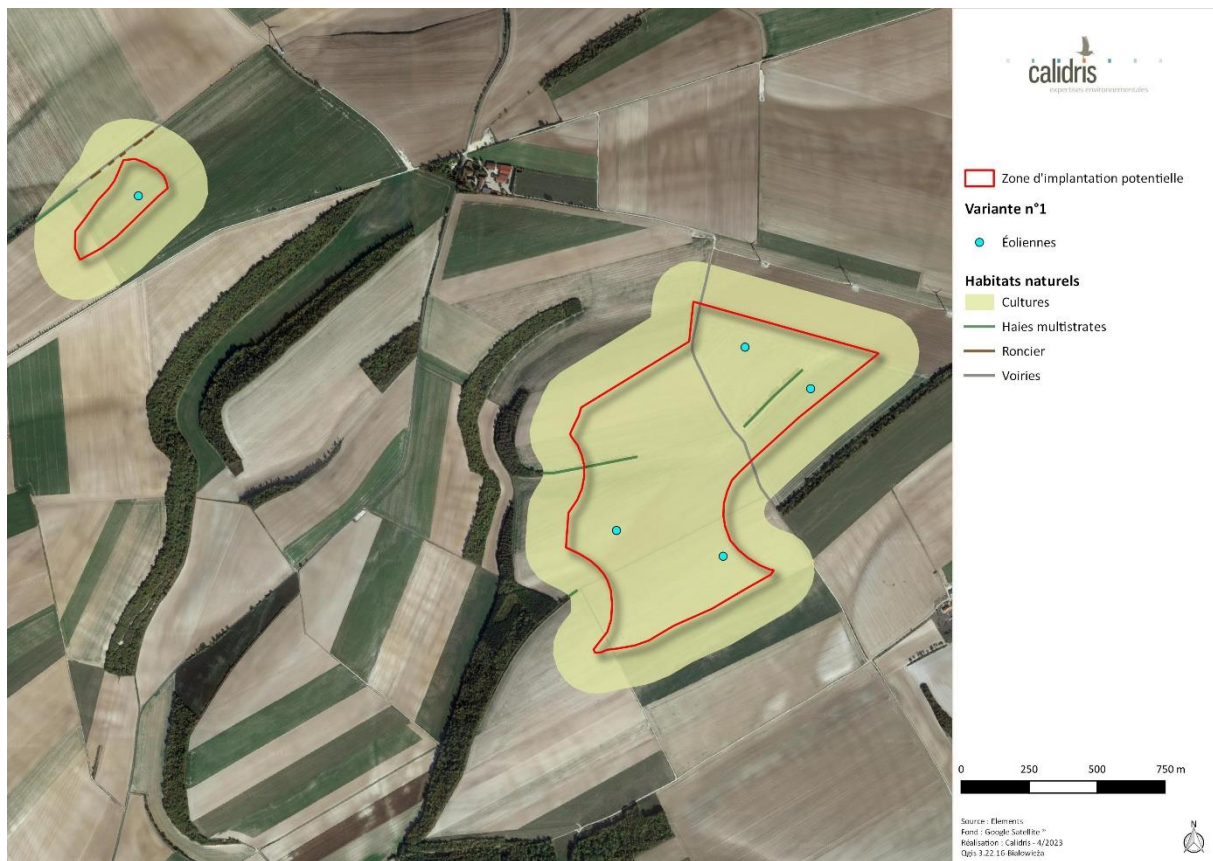 calidris
expertises environnementales
Zone d'implantation potentielle
Variante n°1
Éoliennes
Habitats naturels
Cultures
Haies multistrates
Roncier
Voiries
0 250 500 750 m
Source : Elements
Fond : Google Satellite ™
Réalisation : Calidris - 4/2023
Qgis 3.22.16-Białowieża
N